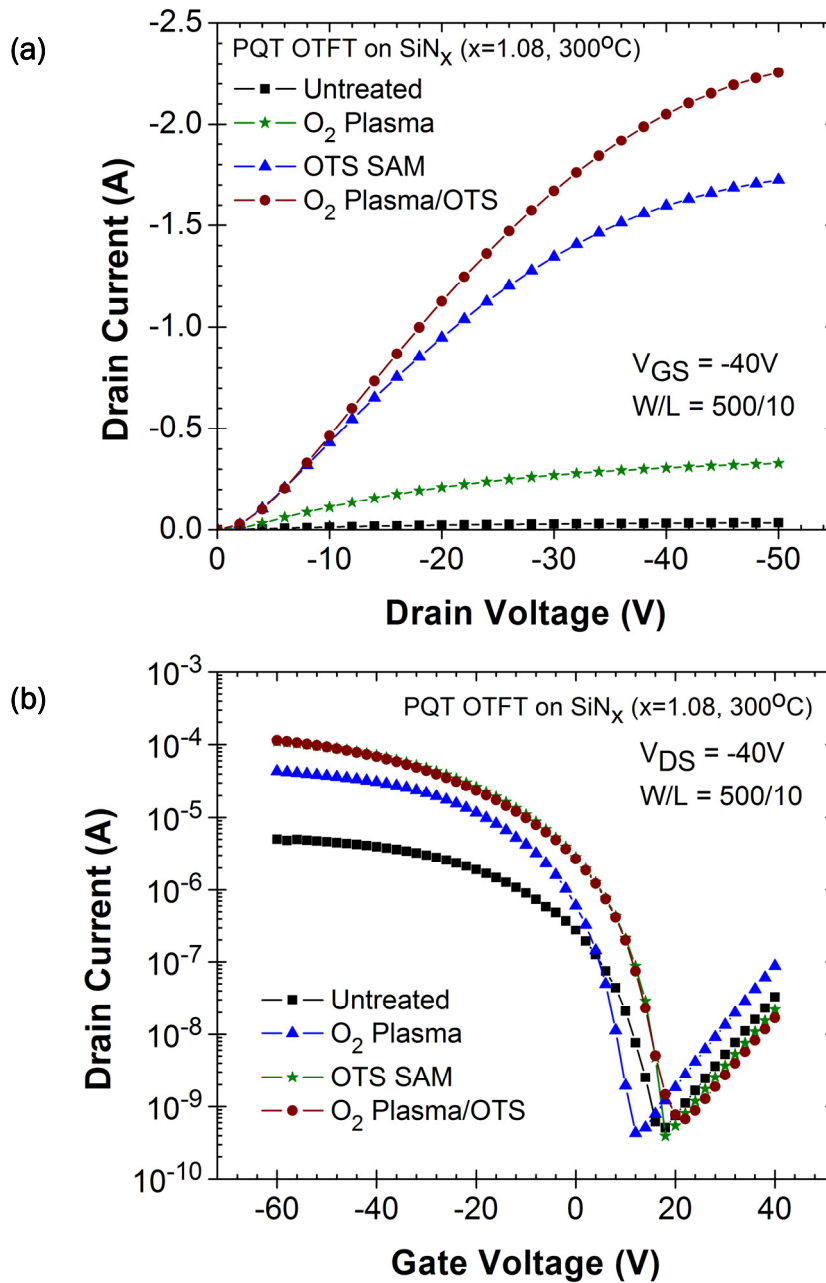 (a)
PQT OTFT on SiNX (x=1.08, 300°C)
Untreated
O2 Plasma
OTS SAM
O2 Plasma/OTS
VGS = -40V
W/L = 500/10
Drain Current (A)
-2.5
-2.0
-1.5
-1.0
-0.5
0.0
0
-10
-20
-30
-40
-50
Drain Voltage (V)
(b)
PQT OTFT on SiNX (x=1.08, 300°C)
VDS = -40V
W/L = 500/10
Untreated
O2 Plasma
OTS SAM
O2 Plasma/OTS
Drain Current (A)
10-3
10-4
10-5
10-6
10-7
10-8
10-9
10-10
-60
-40
-20
0
20
40
Gate Voltage (V)